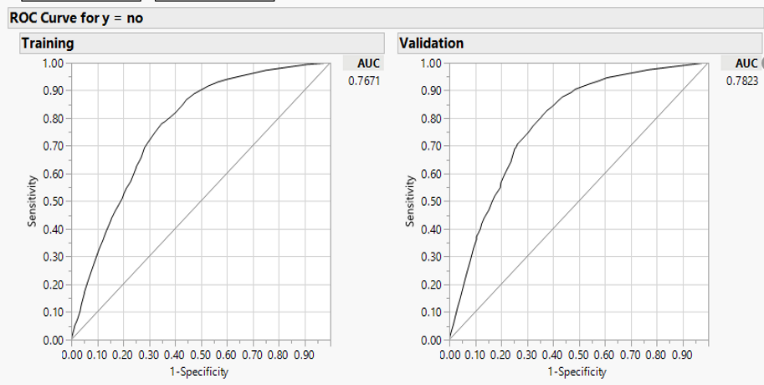 ROC Curve for y = no
Training
Validation
AUC
0.7671
1.00
0.90
0.80
0.70
0.60
0.50
0.40
0.30
0.20
0.10
0.00
Sensitivity
0.00 0.10 0.20 0.30 0.40 0.50 0.60 0.70 0.80 0.90
1-Specificity
AUC
0.7823
1.00
0.90
0.80
0.70
0.60
0.50
0.40
0.30
0.20
0.10
0.00
Sensitivity
0.00 0.10 0.20 0.30 0.40 0.50 0.60 0.70 0.80 0.90
1-Specificity